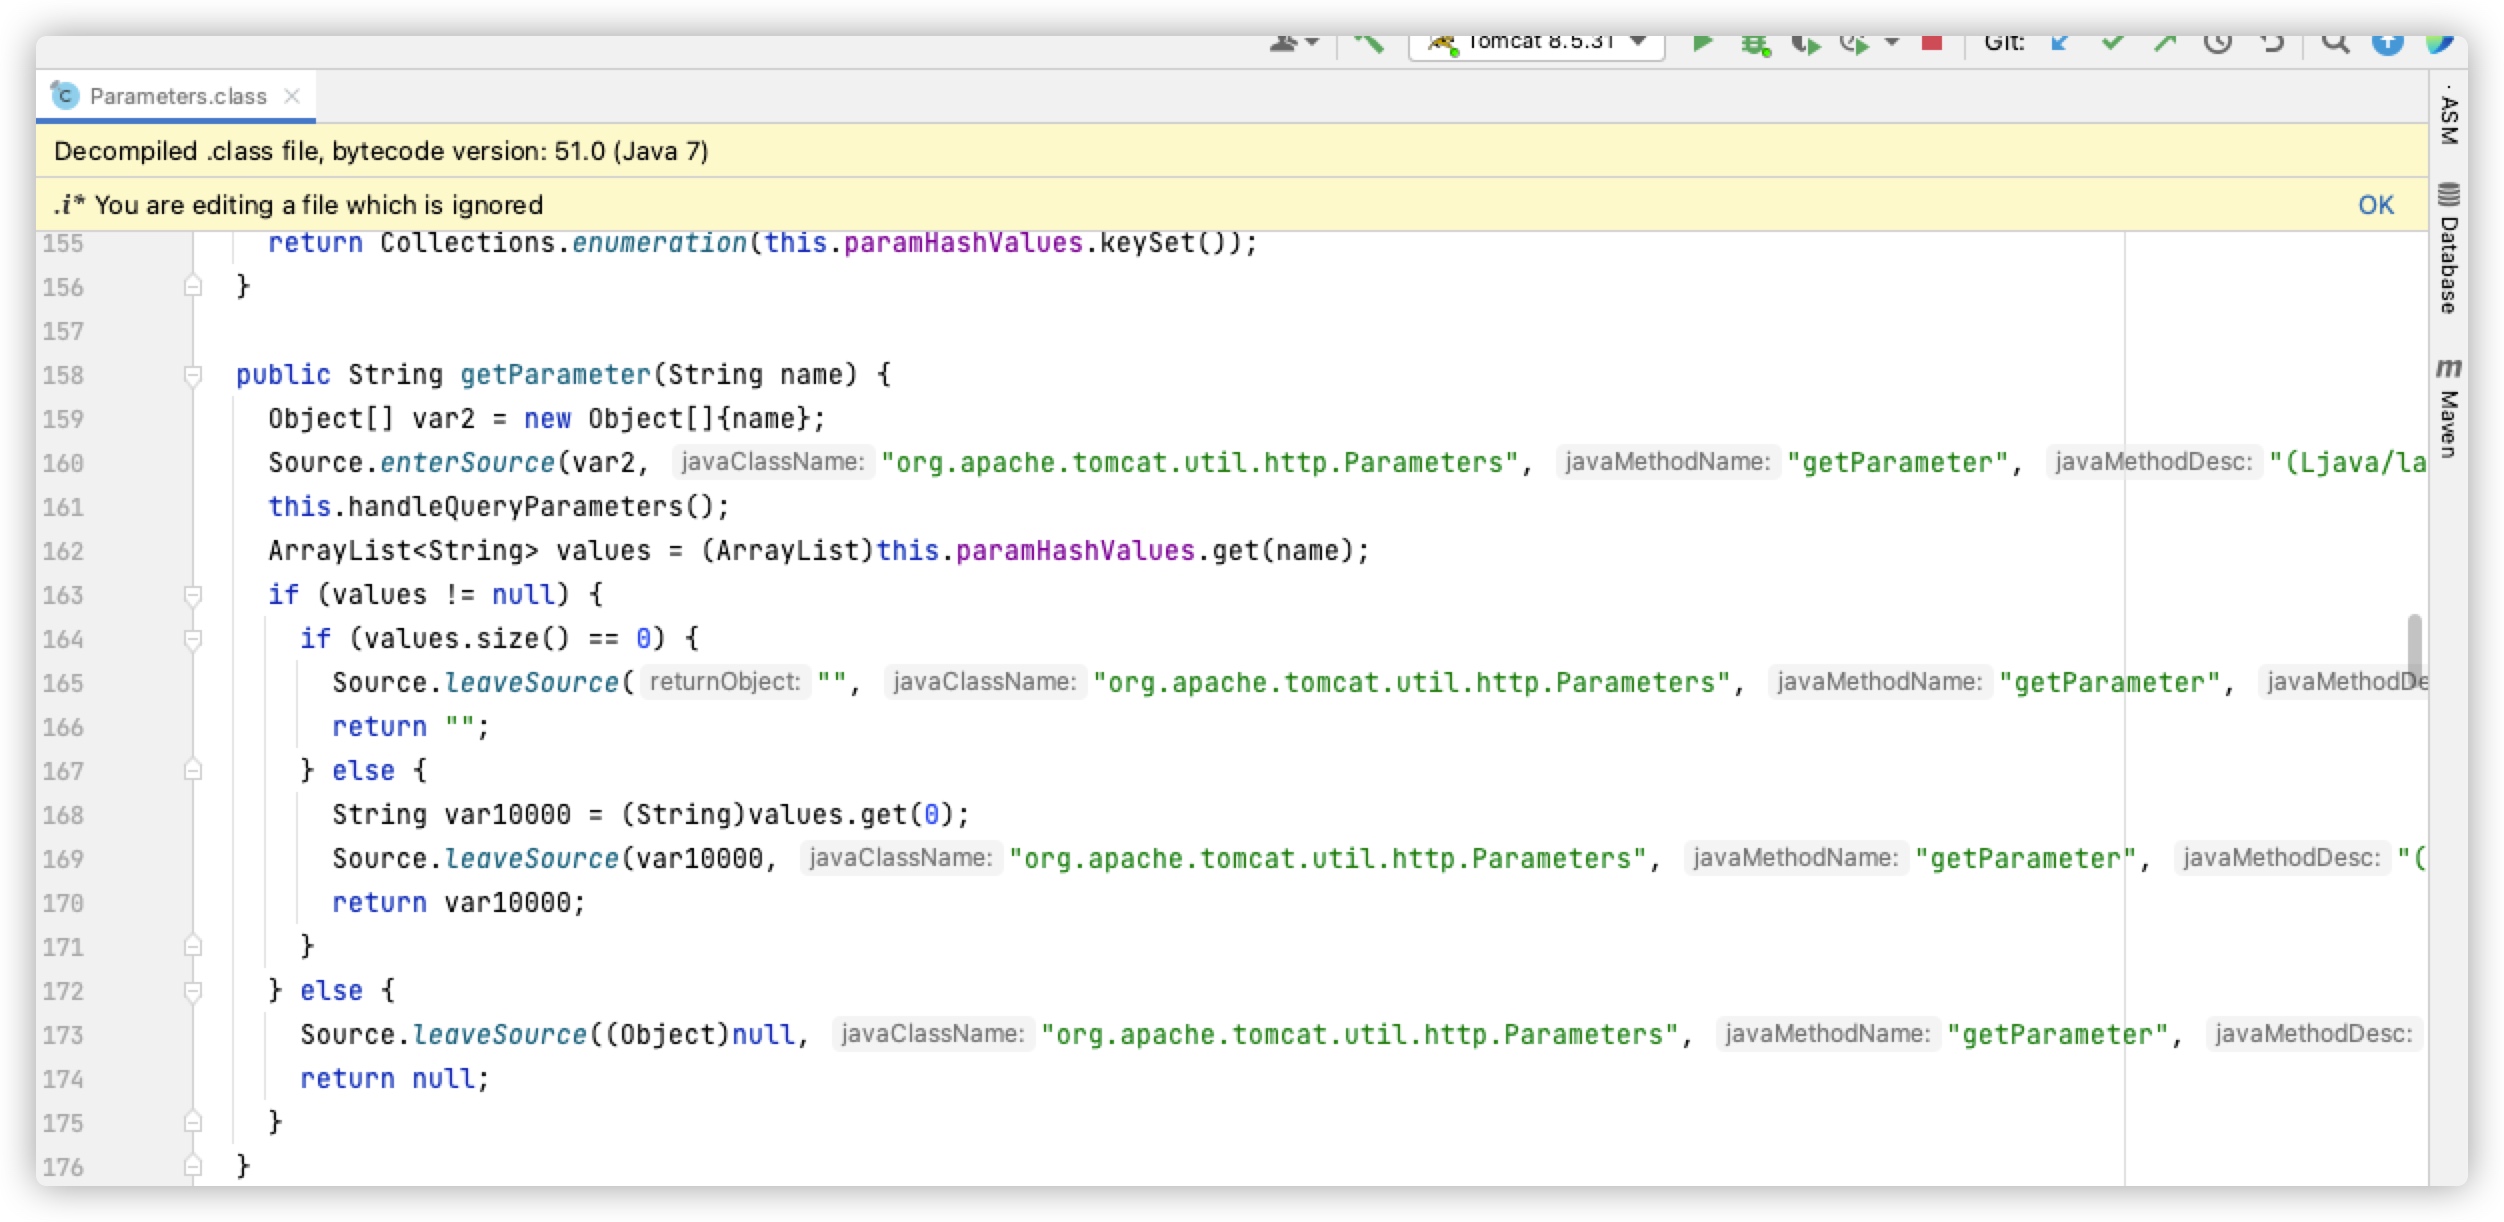 Tomcat 8.5.31 Git:
Parameters.class
Decompiled .class file, bytecode version: 51.0 (Java 7)
.i* You are editing a file which is ignored OK
155 return Collections.enumeration(this.paramHashValues.keySet());
156 }
157
158 public String getParameter(String name) {
159 Object[] var2 = new Object[]{name};
160 Source.enterSource(var2, javaClassName: "org.apache.tomcat.util.http.Parameters", javaMethodName: "getParameter", javaMethodDesc: "(Ljava/la
161 this.handleQueryParameters();
162 ArrayList<String> values = (ArrayList)this.paramHashValues.get(name);
163 if (values != null) {
164 if (values.size() == 0) {
165 Source.leaveSource( returnObject: "", javaClassName: "org.apache.tomcat.util.http.Parameters", javaMethodName: "getParameter", javaMethodDe
166 return "";
167 } else {
168 String var10000 = (String)values.get(0);
169 Source.leaveSource(var10000, javaClassName: "org.apache.tomcat.util.http.Parameters", javaMethodName: "getParameter", javaMethodDesc: "(
170 return var10000;
171 }
172 } else {
173 Source.leaveSource((Object)null, javaClassName: "org.apache.tomcat.util.http.Parameters", javaMethodName: "getParameter", javaMethodDesc:
174 return null;
175 }
176 }
ASM
Database
m Maven